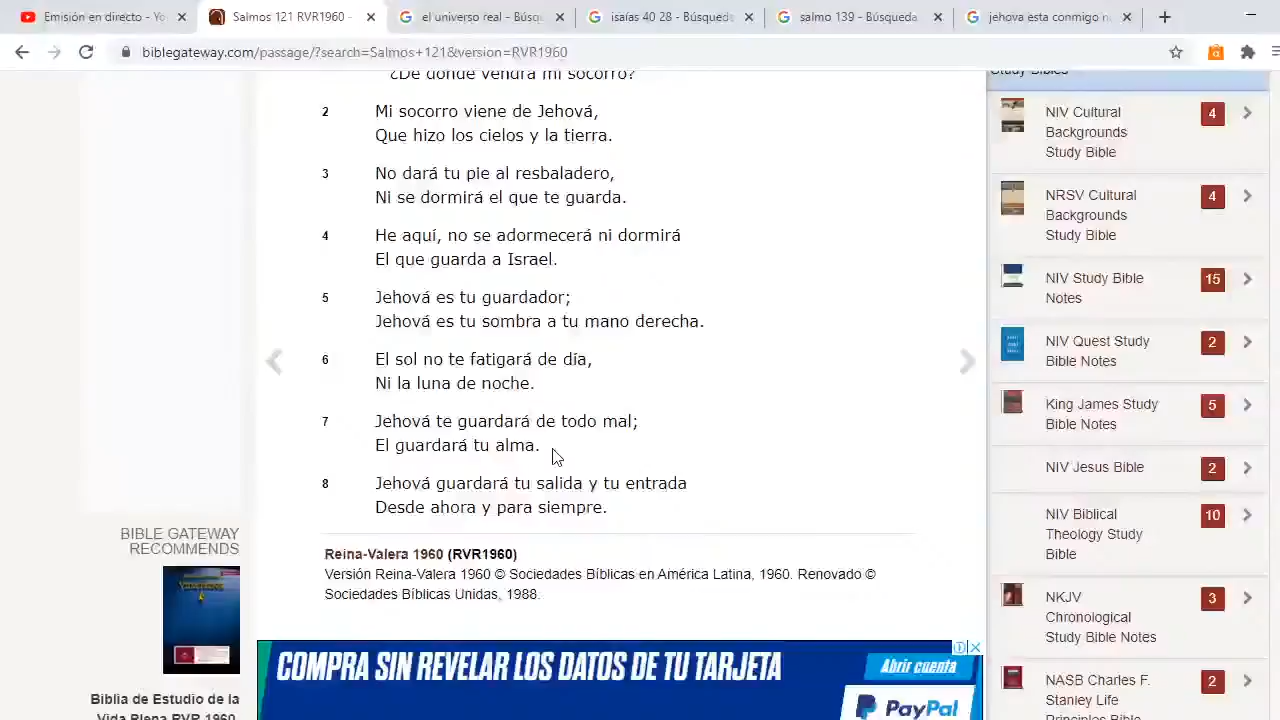 Emisión en directo - Yo
Salmos 121 RVR1960 -
el universo real - Búsq
isaías 40 28 - Búsqueda
salmo 139 - Búsqueda
jehova esta conmigo n
biblegateway.com/passage/?search=Salmos+121&version=RVR1960
¿De dónde vendrá mi socorro?
2 Mi socorro viene de Jehová,
Que hizo los cielos y la tierra.
3 No dará tu pie al resbaladero,
Ni se dormirá el que te guarda.
4 He aquí, no se adormecerá ni dormirá
El que guarda a Israel.
5 Jehová es tu guardador;
Jehová es tu sombra a tu mano derecha.
6 El sol no te fatigará de día,
Ni la luna de noche.
7 Jehová te guardará de todo mal;
El guardará tu alma.
8 Jehová guardará tu salida y tu entrada
Desde ahora y para siempre.
Reina-Valera 1960 (RVR1960)
Versión Reina-Valera 1960 © Sociedades Bíblicas en América Latina, 1960. Renovado ©
Sociedades Bíblicas Unidas, 1988.
BIBLE GATEWAY
RECOMMENDS
Biblia de Estudio de la
Vida Plena RVR 1960,
COMPRA SIN REVELAR LOS DATOS DE TU TARJETA
Abrir cuenta
PayPal
Study Bibles
NIV Cultural
Backgrounds
Study Bible
4
NRSV Cultural
Backgrounds
Study Bible
4
NIV Study Bible
Notes
15
NIV Quest Study
Bible Notes
2
King James Study
Bible Notes
5
NIV Jesus Bible
2
NIV Biblical
Theology Study
Bible
10
NKJV
Chronological
Study Bible Notes
3
NASB Charles F.
Stanley Life
Principles Bible
2